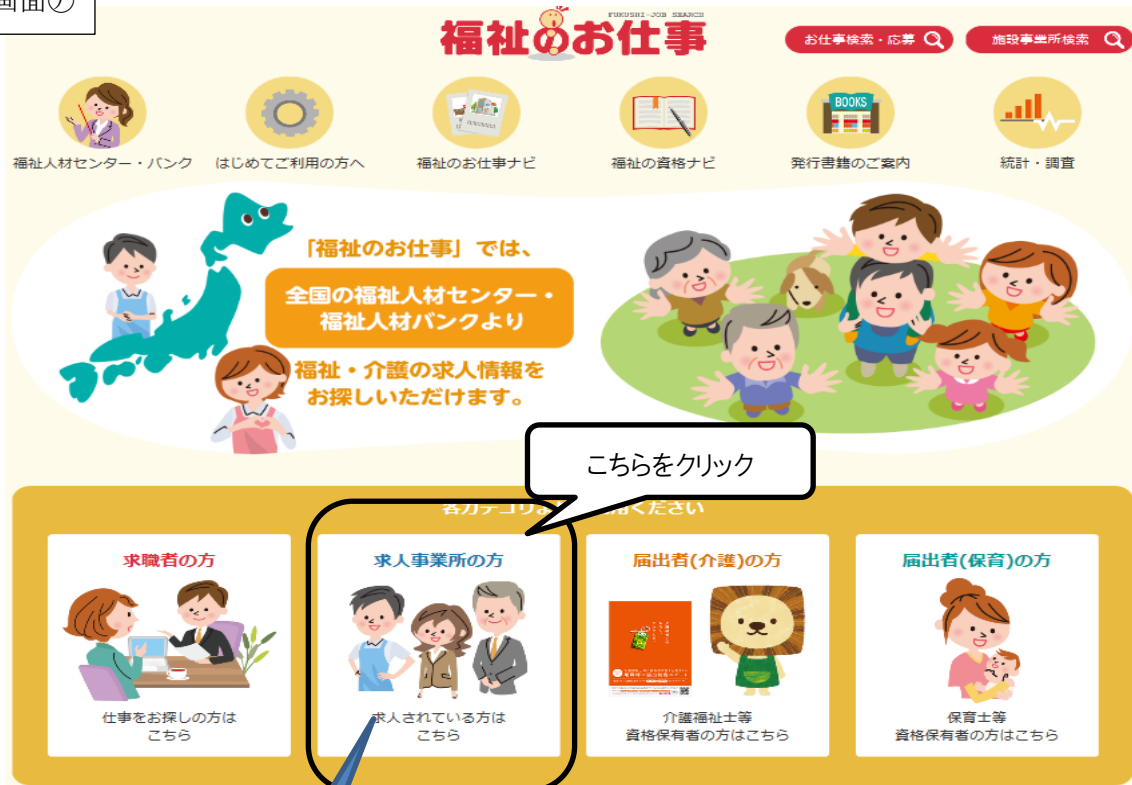 画面の
FUKUSHI-JOB SEARCH
福祉のお仕事
お仕事検索・応募
施設事業所検索
BOOKS
福祉人材センター・バンク
はじめてご利用の方へ
福祉のお仕事ナビ
福祉の資格ナビ
発行書籍のご案内
統計・調査
「福祉のお仕事」では、
全国の福祉人材センター・
福祉人材バンクより
福祉・介護の求人情報を
お探しいただけます。
こちらをクリック
各カテゴリよ
ください
求職者の方
仕事をお探しの方は
こちら
求人事業所の方
求人されている方は
こちら
届出者(介護)の方
介護福祉士等
資格保有者の方はこちら
届出者(保育)の方
保育士等
資格保有者の方はこちら